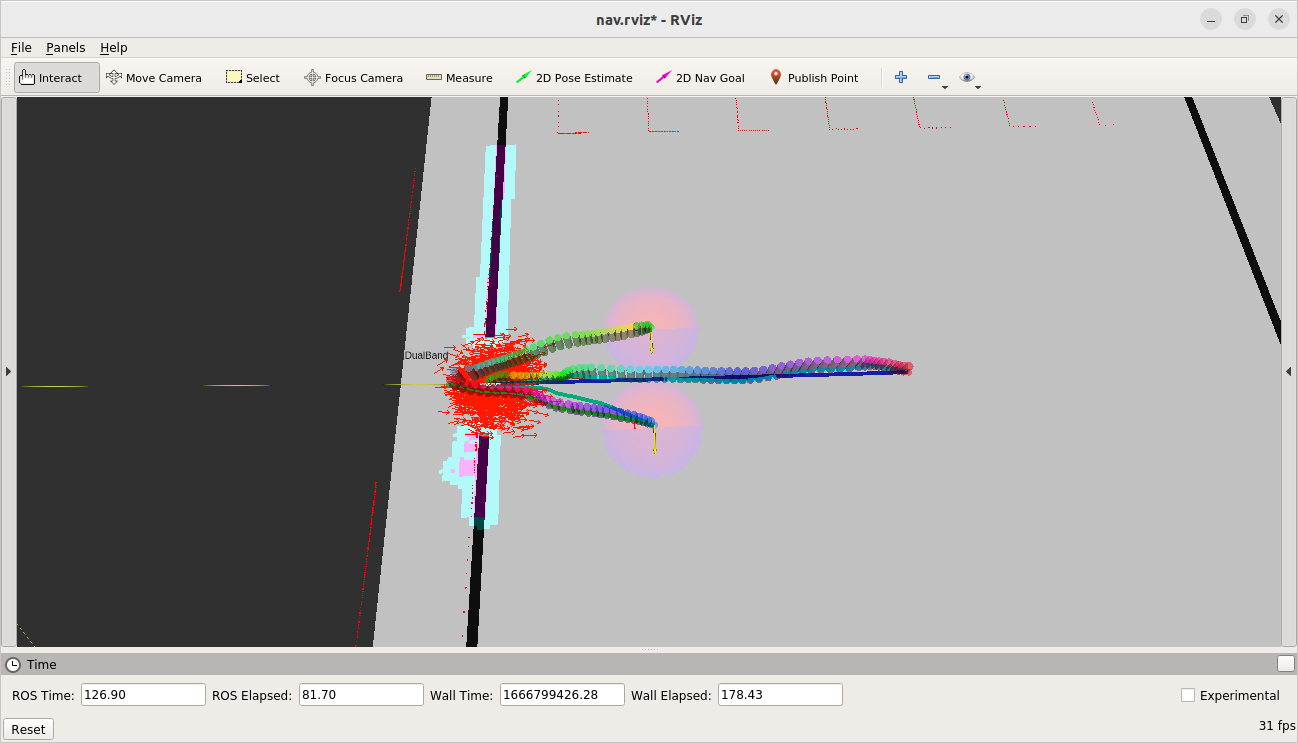 nav.rviz* - RViz
File Panels Help
Interact Move Camera Select Focus Camera Measure 2D Pose Estimate 2D Nav Goal Publish Point
DualBand
Time
ROS Time: 126.90 ROS Elapsed: 81.70 Wall Time: 1666799426.28 Wall Elapsed: 178.43 Experimental
Reset 31 fps